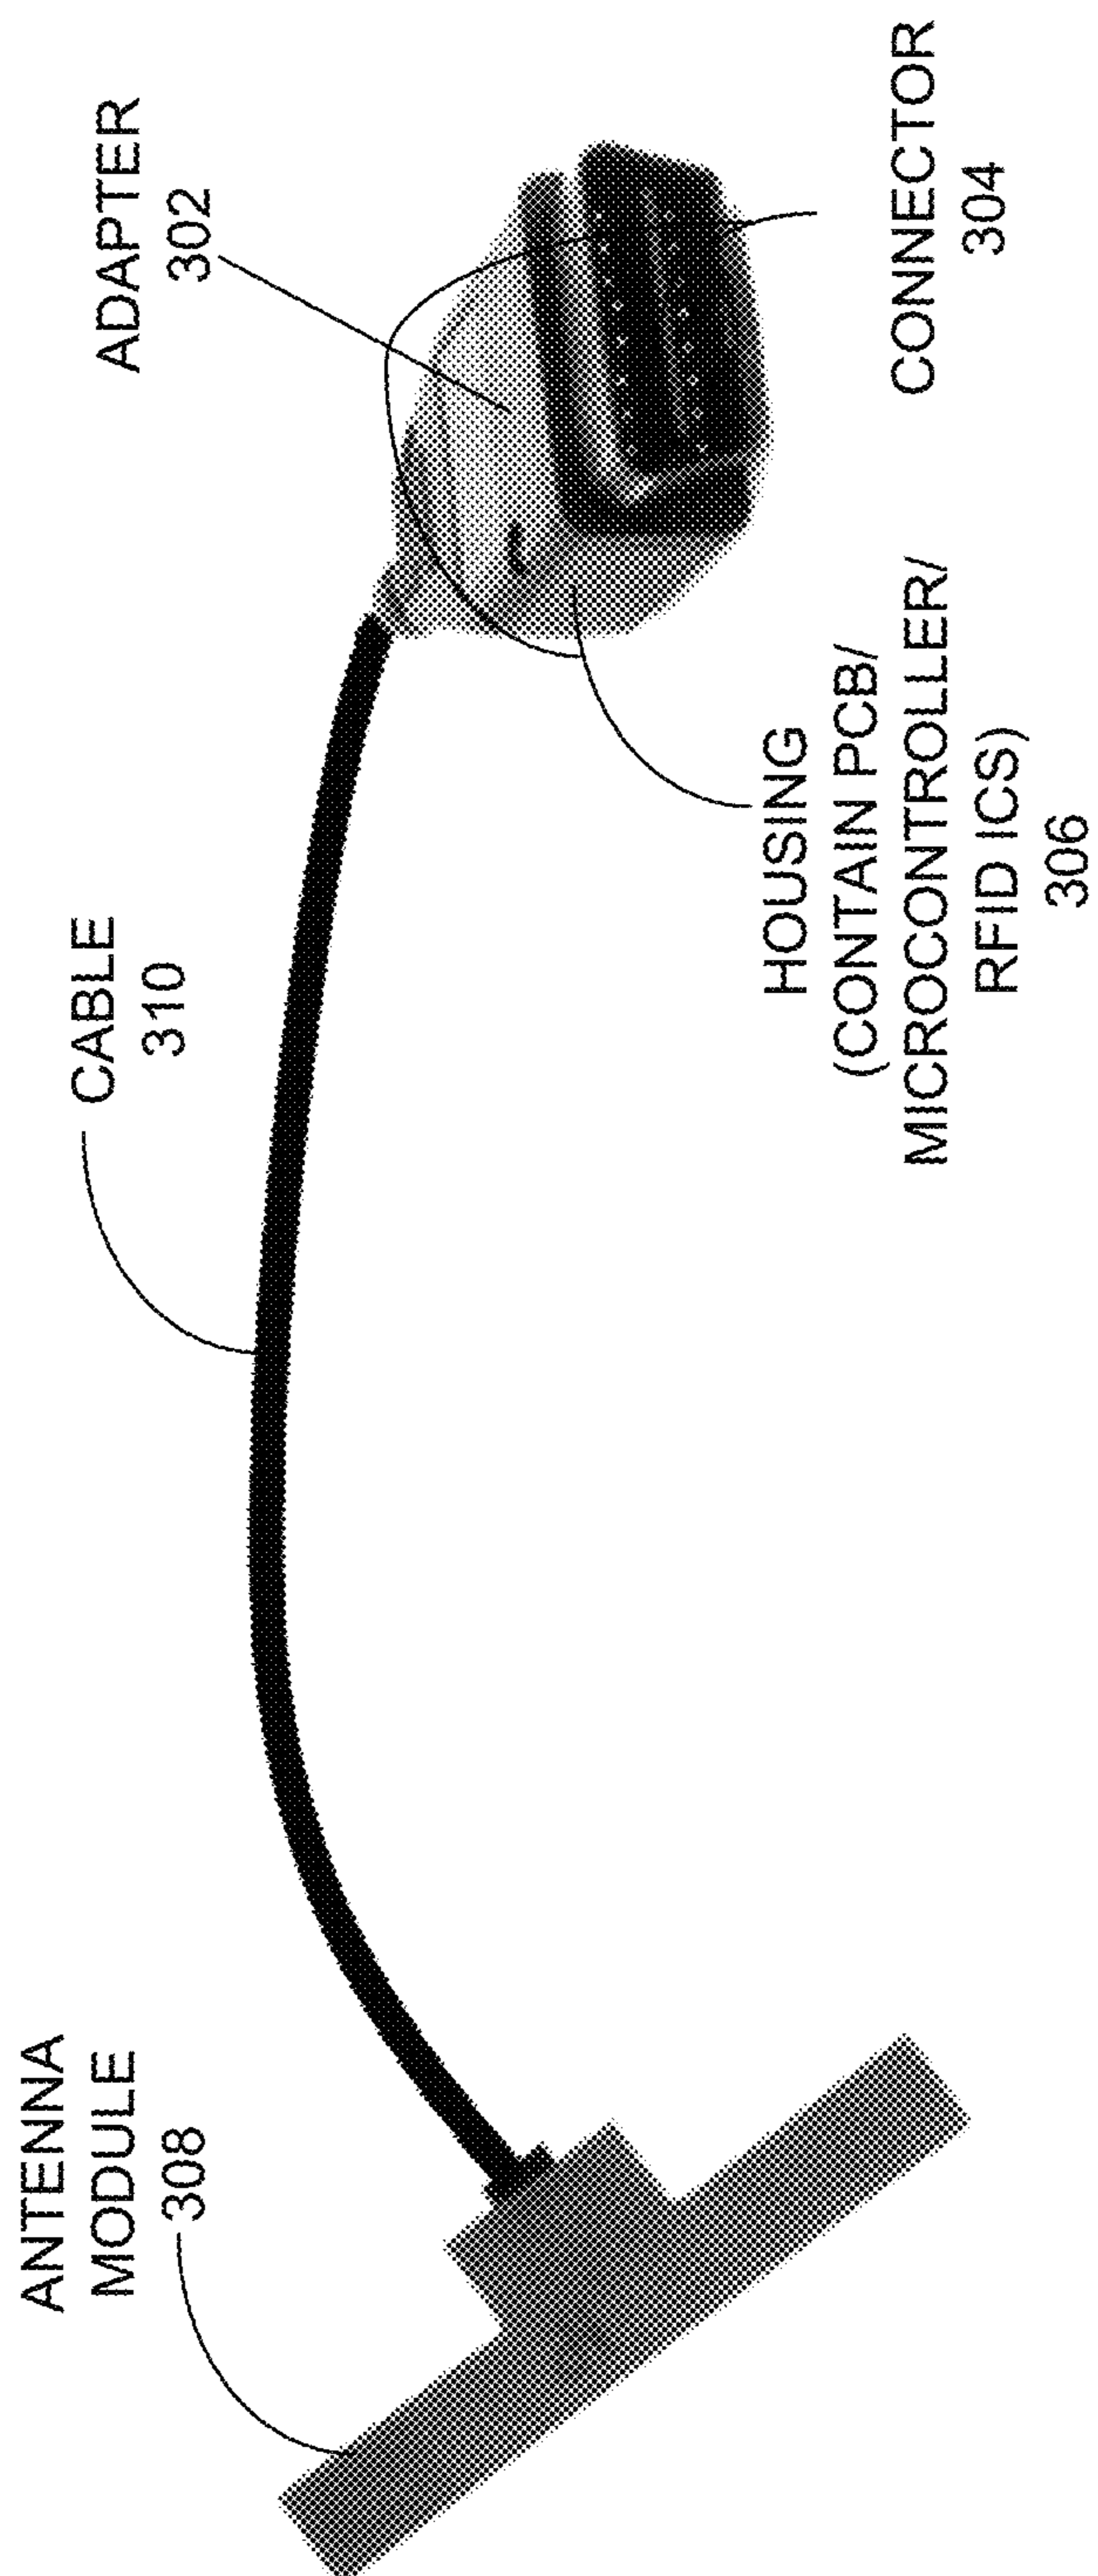 ANTENNA
MODULE
308
CABLE
310
ADAPTER
302
HOUSING
(CONTAIN PCB/
MICROCONTROLLER/
RFID ICS)
306
CONNECTOR
304